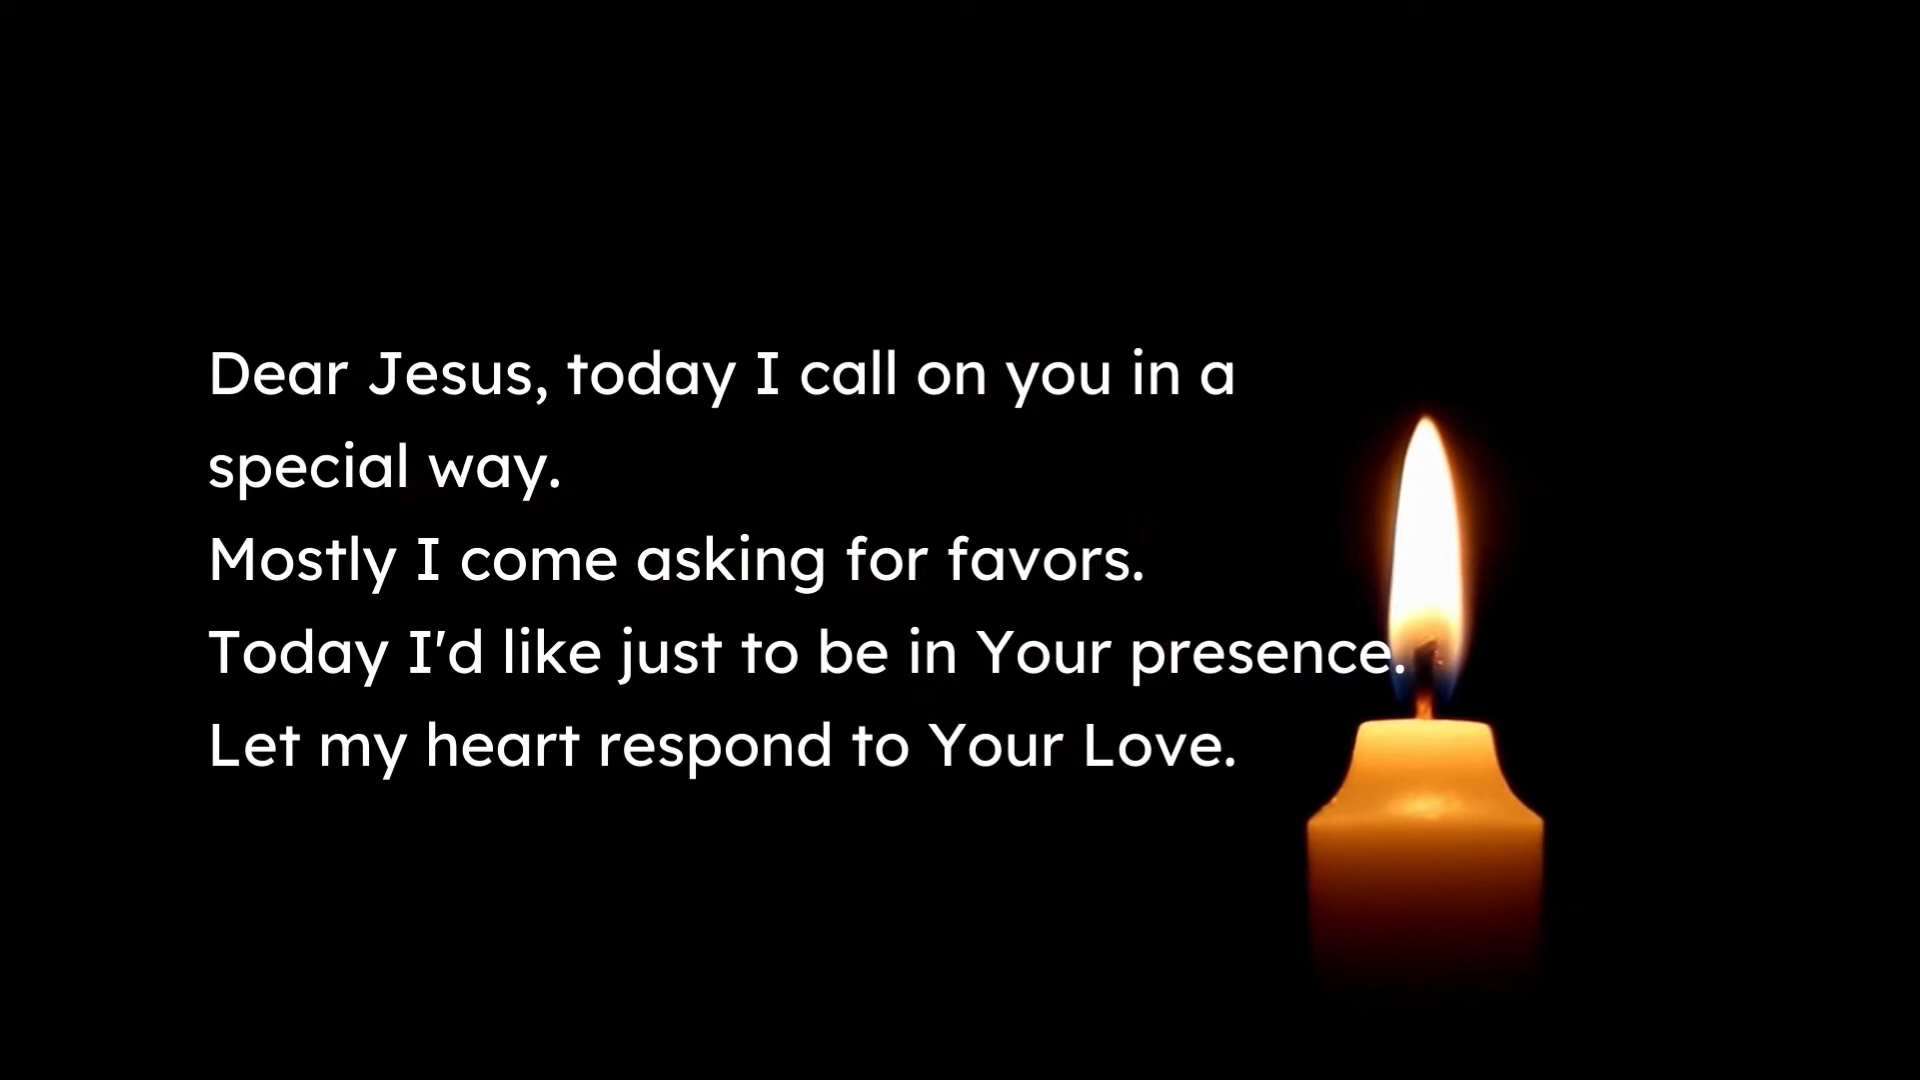 Dear Jesus, today I call on you in a
special way.
Mostly I come asking for favors.
Today I'd like just to be in Your presence.
Let my heart respond to Your Love.